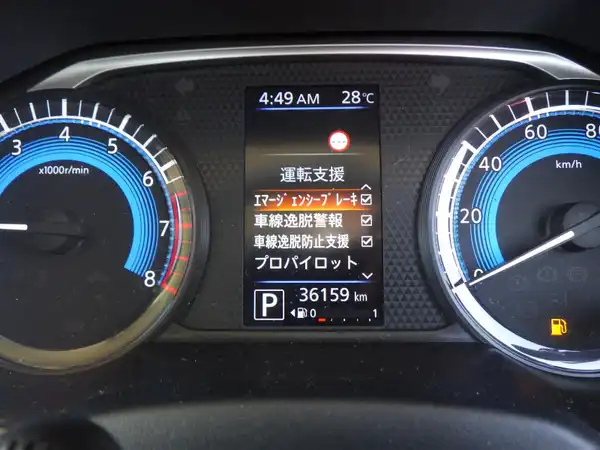 4:49 AM 28℃
運転支援
エマージェンシーブレーキ
車線逸脱警報
車線逸脱防止支援
プロパイロット
P 36159 km
0 1
3 4 5 6 7 8
x1000r/min
0 20 40 60 80
km/h